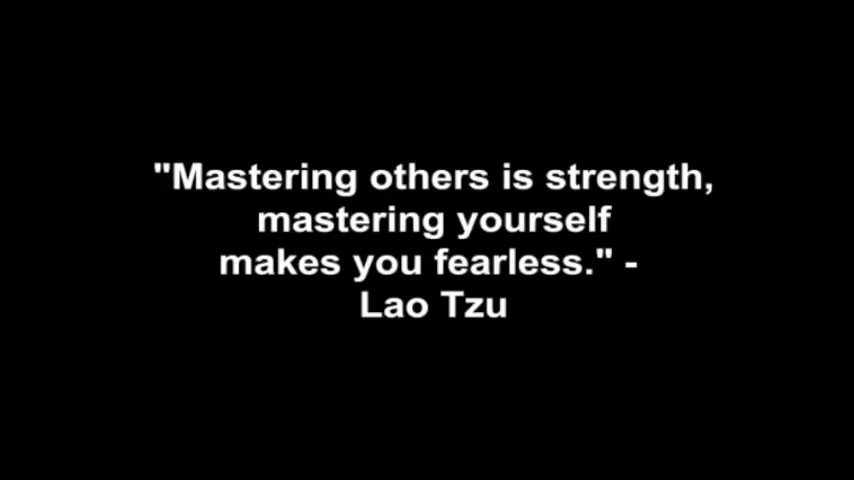 "Mastering others is strength,
mastering yourself
makes you fearless." -
Lao Tzu